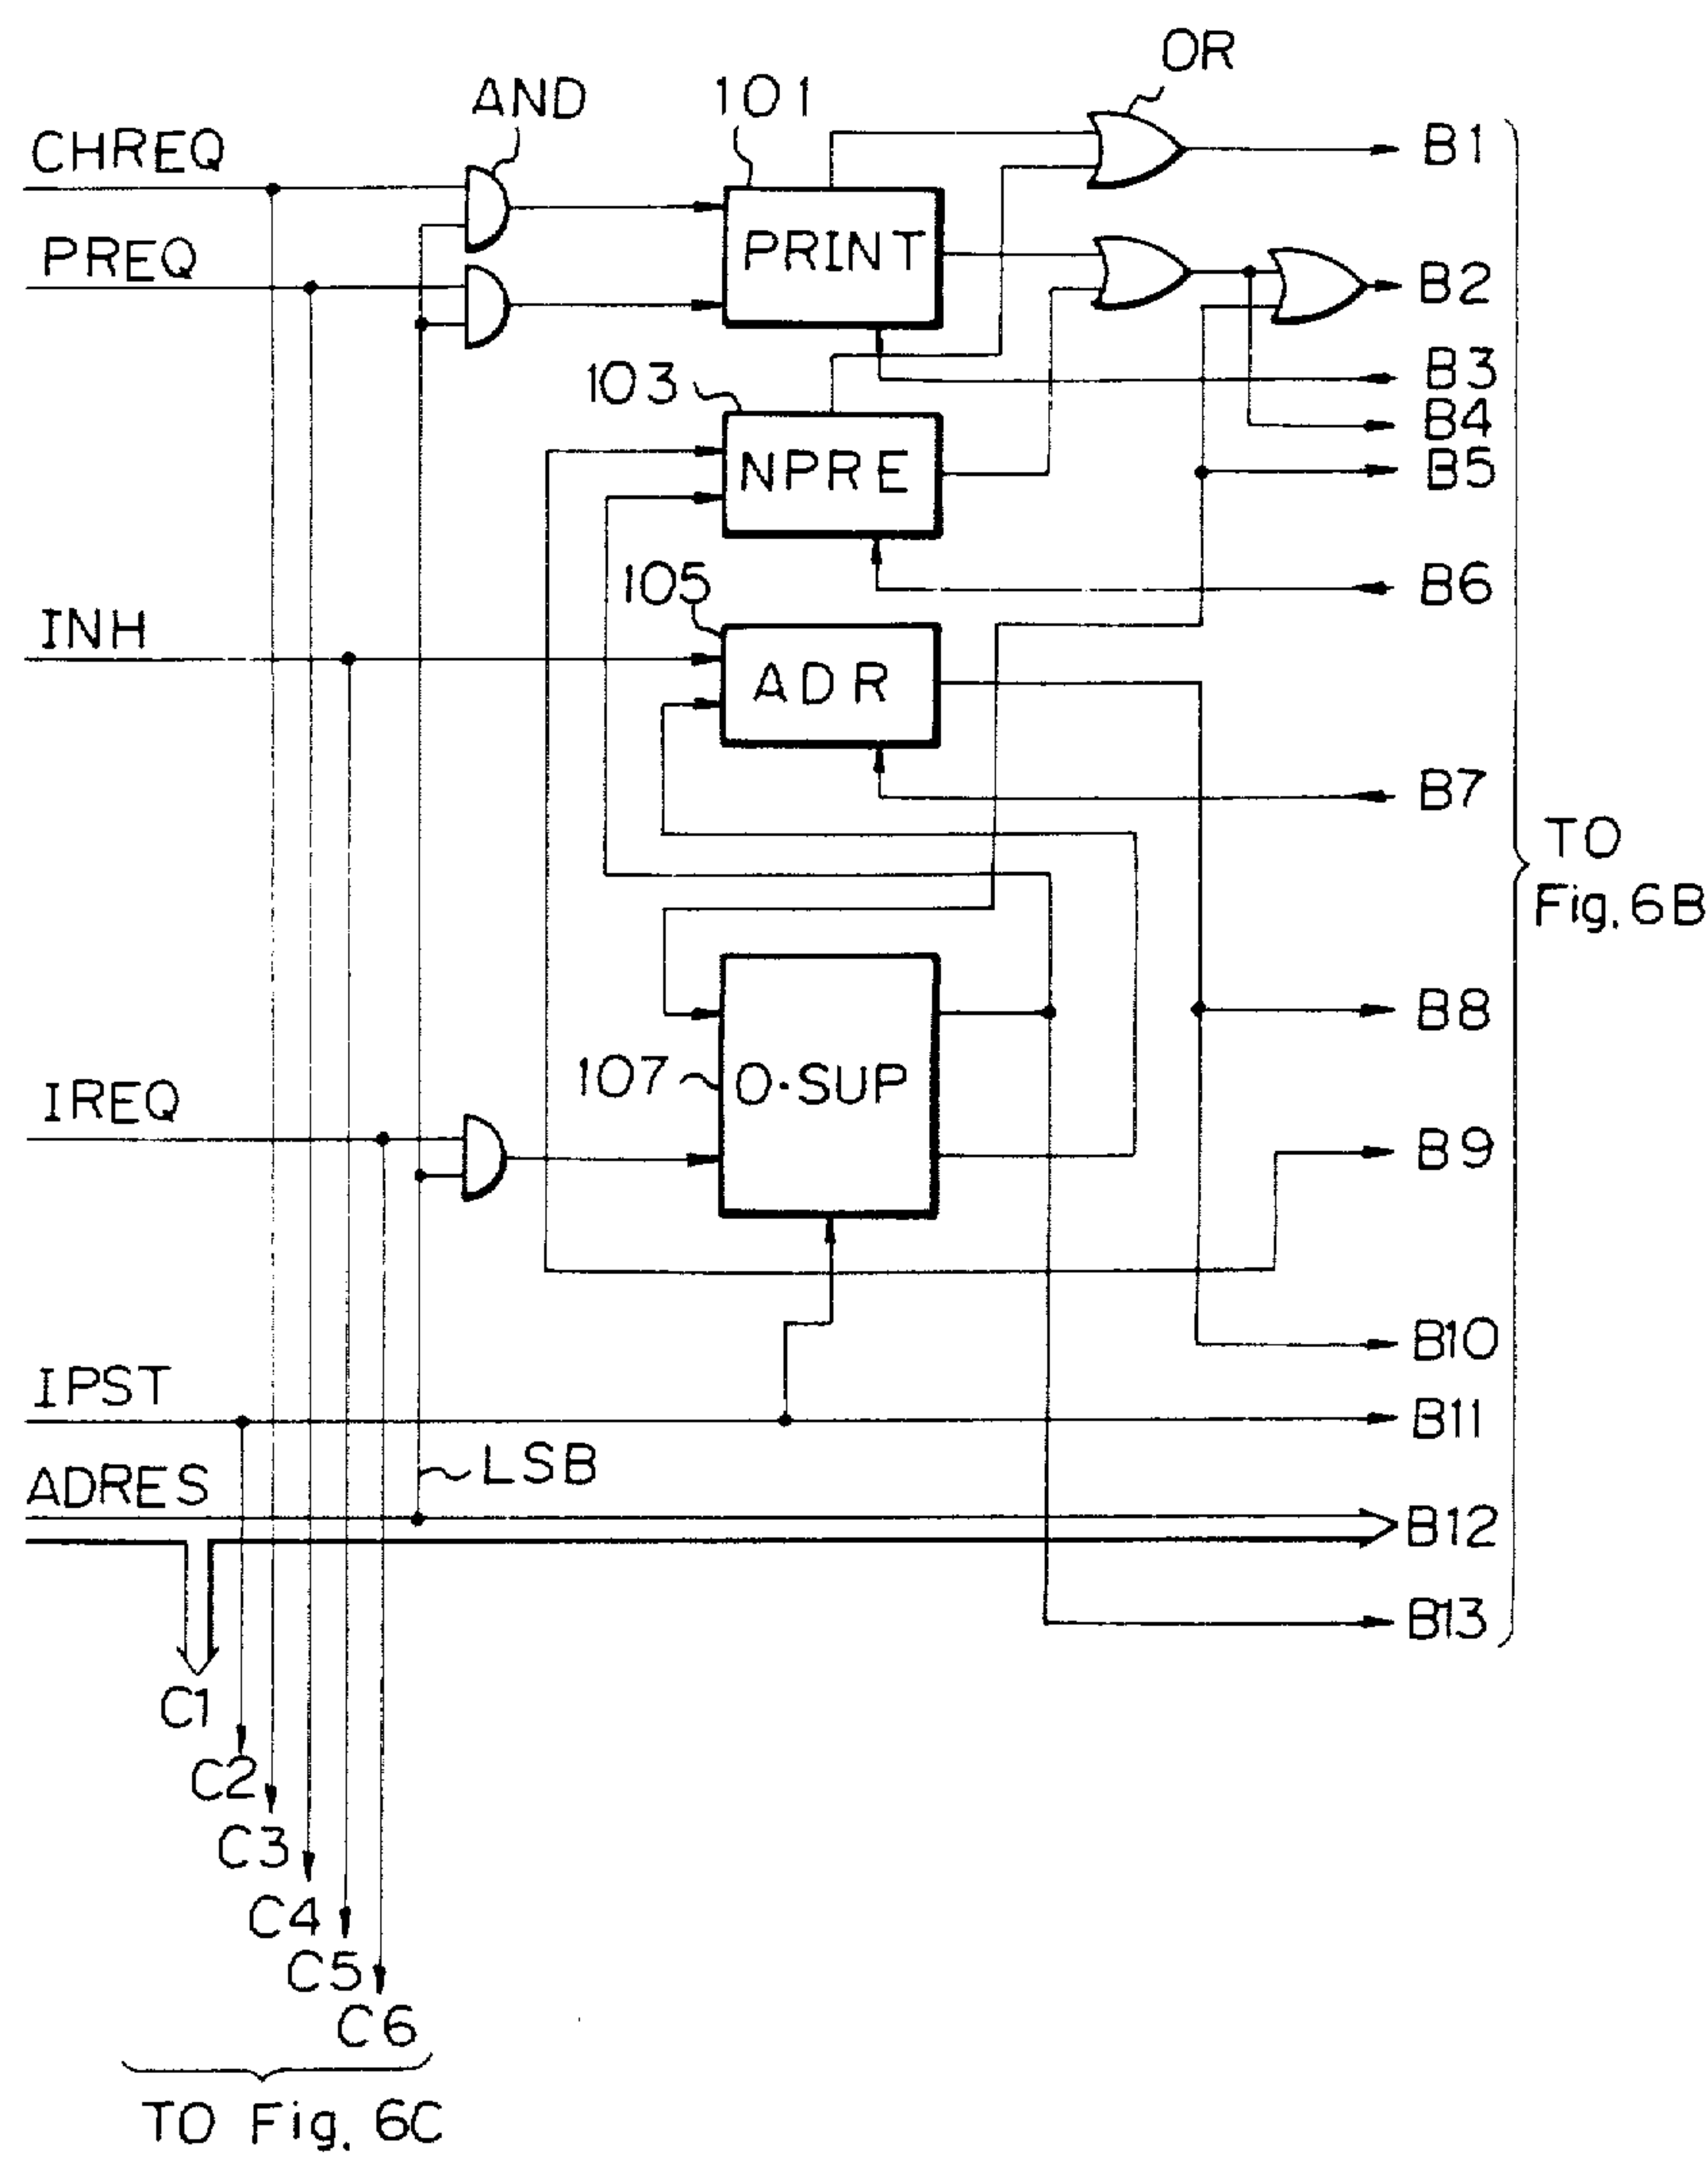 OR
AND
101
CHREQ
B1
PREQ
PRINT
B2
B3
103
B4
NPRE
B5
105
B6
INH
ADR
B7
TO
Fig. 6B
B8
107
O·SUP
IREQ
B9
B10
IPST
B11
LSB
ADRES
B12
B13
C1
C2
C3
C4
C5
C6
TO Fig. 6C